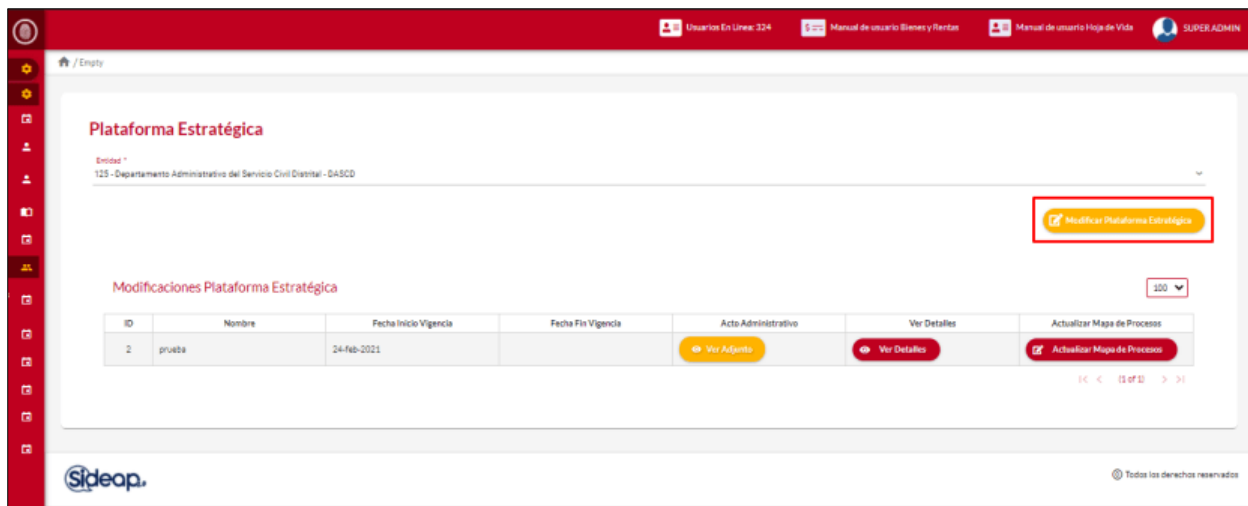 Usuarios En Linea: 324 Manual de usuario Bienes y Rentas Manual de usuario Hoja de Vida SUPER ADMIN
/ Empty
Plataforma Estratégica
Entidad *
125 - Departamento Administrativo del Servicio Civil Distrital - DASCD
Modificar Plataforma Estratégica
Modificaciones Plataforma Estratégica 100
ID Nombre Fecha Inicio Vigencia Fecha Fin Vigencia Acto Administrativo Ver Detalles Actualizar Mapa de Procesos
2 prueba 24-feb-2021 Ver Adjunto Ver Detalles Actualizar Mapa de Procesos
(1 of 1)
Sideap. © Todos los derechos reservados